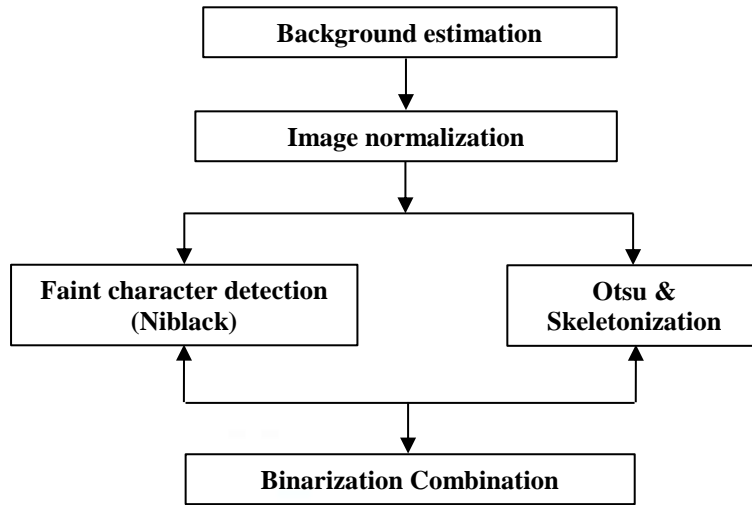 Background estimation
Image normalization
Faint character detection
(Niblack)
Otsu &
Skeletonization
Binarization Combination